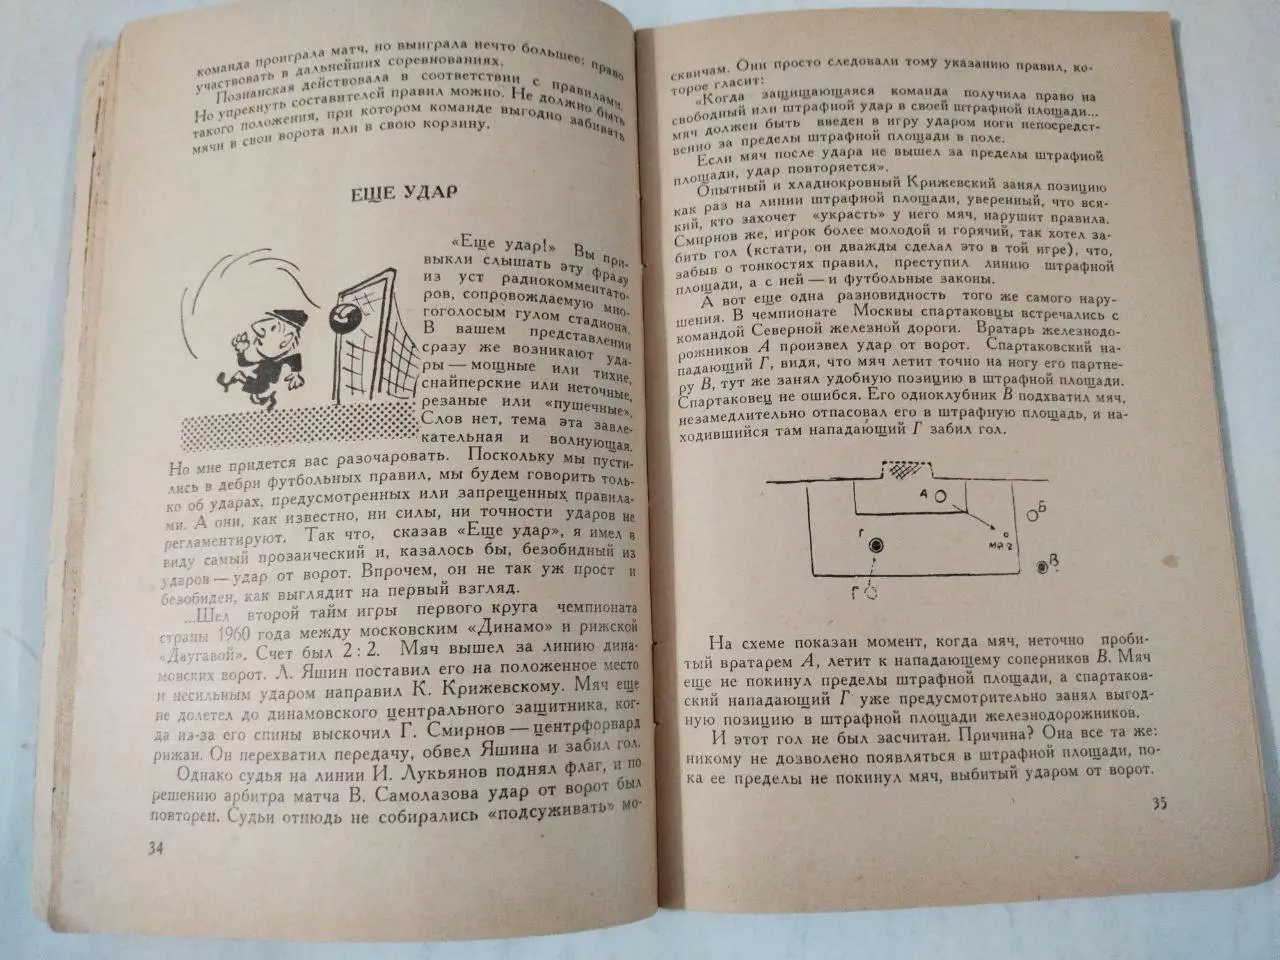 команда проиграла матч, но выиграла нечто большее: право
участвовать в дальнейших соревнованиях.
Познанская действовала в соответствии с правилами.
Но упрекнуть составителей правил можно. Не должно быть
такого положения, при котором команде выгодно забивать
мячи в свои ворота или в свою корзину.
ЕЩЕ УДАР
«Еще удар!» Вы при-
выкли слышать эту фразу
из уст радиокомментато-
ров, сопровождаемую мно-
гоголосым гулом стадиона.
В вашем представлении
сразу же возникают уда-
ры — мощные или тихие,
снайперские или неточные,
резаные или «пушечные».
Слов нет, тема эта завле-
кательная и волнующая.
Но мне придется вас разочаровать. Поскольку мы пусти-
лись в дебри футбольных правил, мы будем говорить толь-
ко об ударах, предусмотренных или запрещенных правила-
ми. А они, как известно, ни силы, ни точности ударов не
регламентируют. Так что, сказав «Еще удар», я имел в
виду самый прозаический и, казалось бы, безобидный из
ударов — удар от ворот. Впрочем, он не так уж прост и
безобиден, как выглядит на первый взгляд.
...Шел второй тайм игры первого круга чемпионата
страны 1960 года между московским «Динамо» и рижской
«Даугавой». Счет был 2 : 2. Мяч вышел за линию дина-
мовских ворот. Л. Яшин поставил его на положенное место
и несильным ударом направил К. Крижевскому. Мяч еще
не долетел до динамовского центрального защитника, ког-
да из-за его спины выскочил Г. Смирнов — центрфорвард
рижан. Он перехватил передачу, обвел Яшина и забил гол.
Однако судья на линии И. Лукьянов поднял флаг, и по
решению арбитра матча В. Самолазова удар от ворот был
повторен. Судьи отнюдь не собирались «подсуживать» мо-
34
сквичам. Они просто следовали тому указанию правил, ко-
торое гласит:
«Когда защищающаяся команда получила право на
свободный или штрафной удар в своей штрафной площади...
мяч должен быть введен в игру ударом ноги непосредст-
венно за пределы штрафной площади в поле.
Если мяч после удара не вышел за пределы штрафной
площади, удар повторяется».
Опытный и хладнокровный Крижевский занял позицию
как раз на линии штрафной площади, уверенный, что вся-
кий, кто захочет «украсть» у него мяч, нарушит правила.
Смирнов же, игрок более молодой и горячий, так хотел за-
бить гол (кстати, он дважды сделал это в той игре), что,
забыв о тонкостях правил, преступил линию штрафной
площади, а с ней — и футбольные законы.
А вот еще одна разновидность того же самого нару-
шения. В чемпионате Москвы спартаковцы встречались с
командой Северной железной дороги. Вратарь железнодо-
рожников А произвел удар от ворот. Спартаковский на-
падающий Г, видя, что мяч летит точно на ногу его партне-
ру В, тут же занял удобную позицию в штрафной площади.
Спартаковец не ошибся. Его одноклубник В подхватил мяч,
незамедлительно отпасовал его в штрафную площадь, и на-
ходившийся там нападающий Г забил гол.
А
Б
Г
В
Г
На схеме показан момент, когда мяч, неточно проби-
тый вратарем А, летит к нападающему соперников В. Мяч
еще не покинул пределы штрафной площади, а спартаков-
ский нападающий Г уже предусмотрительно занял выгод-
ную позицию в штрафной площади железнодорожников.
И этот гол не был засчитан. Причина? Она все та же:
никому не дозволено появляться в штрафной площади, по-
ка ее пределы не покинул мяч, выбитый ударом от ворот.
35